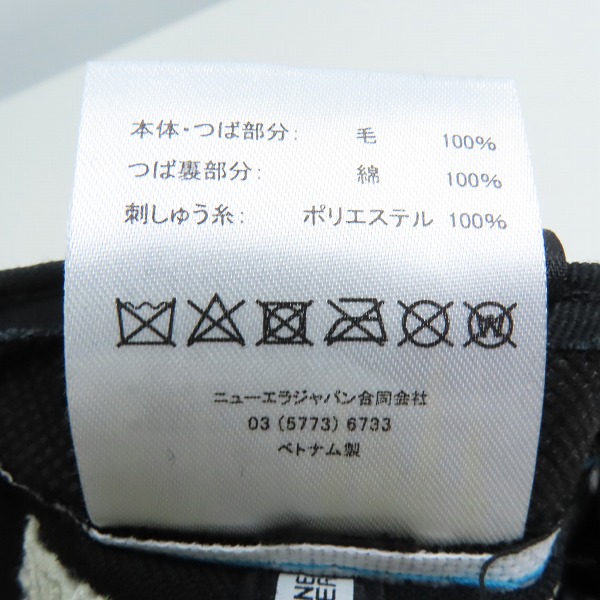 本体・つば部分: 毛 100%
つば裏部分: 綿 100%
刺しゅう糸: ポリエステル 100%
W
ニューエラジャパン合同会社
03 (5773) 6733
ベトナム製